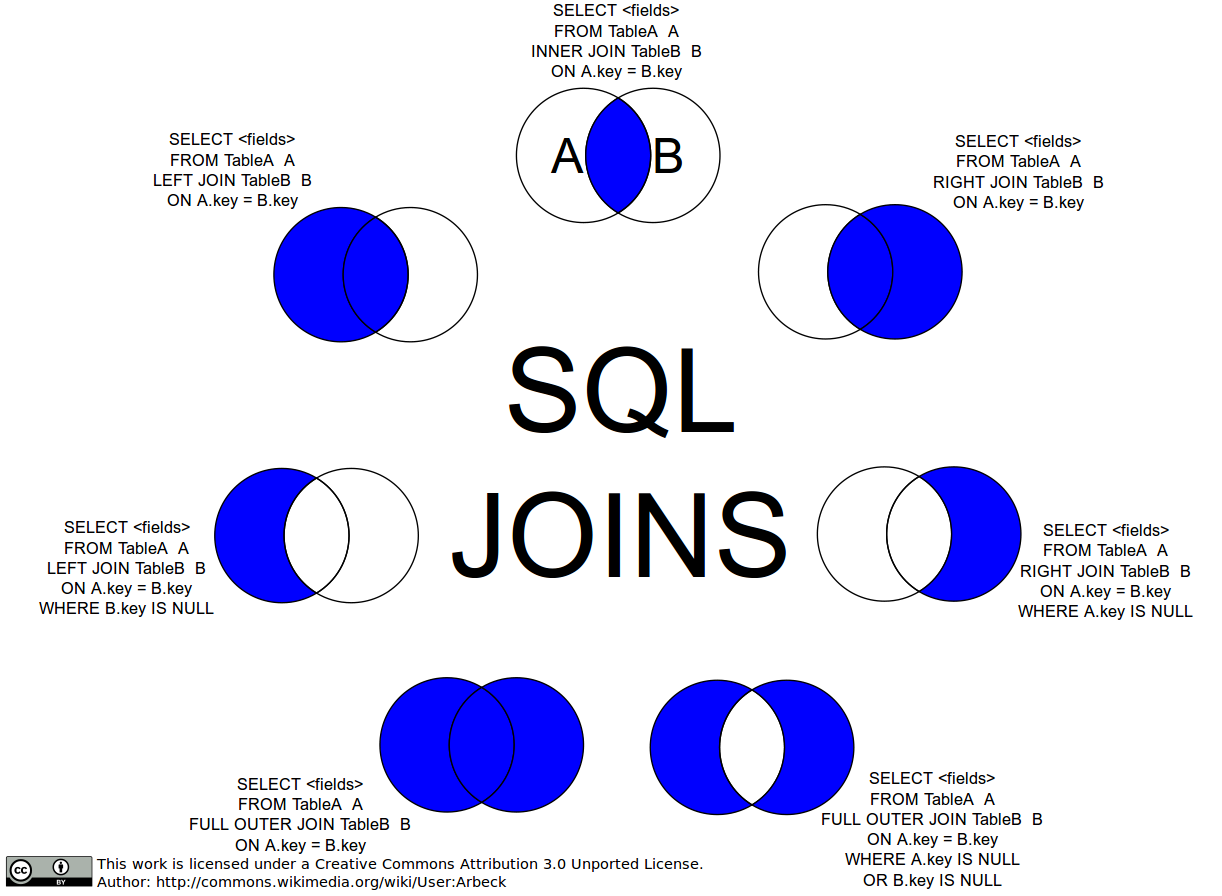 SELECT <fields>
FROM TableA  A
INNER JOIN TableB  B
ON A.key = B.key
A B
SELECT <fields>
FROM TableA  A
LEFT JOIN TableB  B
ON A.key = B.key
SELECT <fields>
FROM TableA  A
RIGHT JOIN TableB  B
ON A.key = B.key
SQL
JOINS
SELECT <fields>
FROM TableA  A
LEFT JOIN TableB  B
ON A.key = B.key
WHERE B.key IS NULL
SELECT <fields>
FROM TableA  A
RIGHT JOIN TableB  B
ON A.key = B.key
WHERE A.key IS NULL
SELECT <fields>
FROM TableA  A
FULL OUTER JOIN TableB  B
ON A.key = B.key
SELECT <fields>
FROM TableA  A
FULL OUTER JOIN TableB  B
ON A.key = B.key
WHERE A.key IS NULL
OR B.key IS NULL
cc
BY
This work is licensed under a Creative Commons Attribution 3.0 Unported License.
Author: http://commons.wikimedia.org/wiki/User:Arbeck